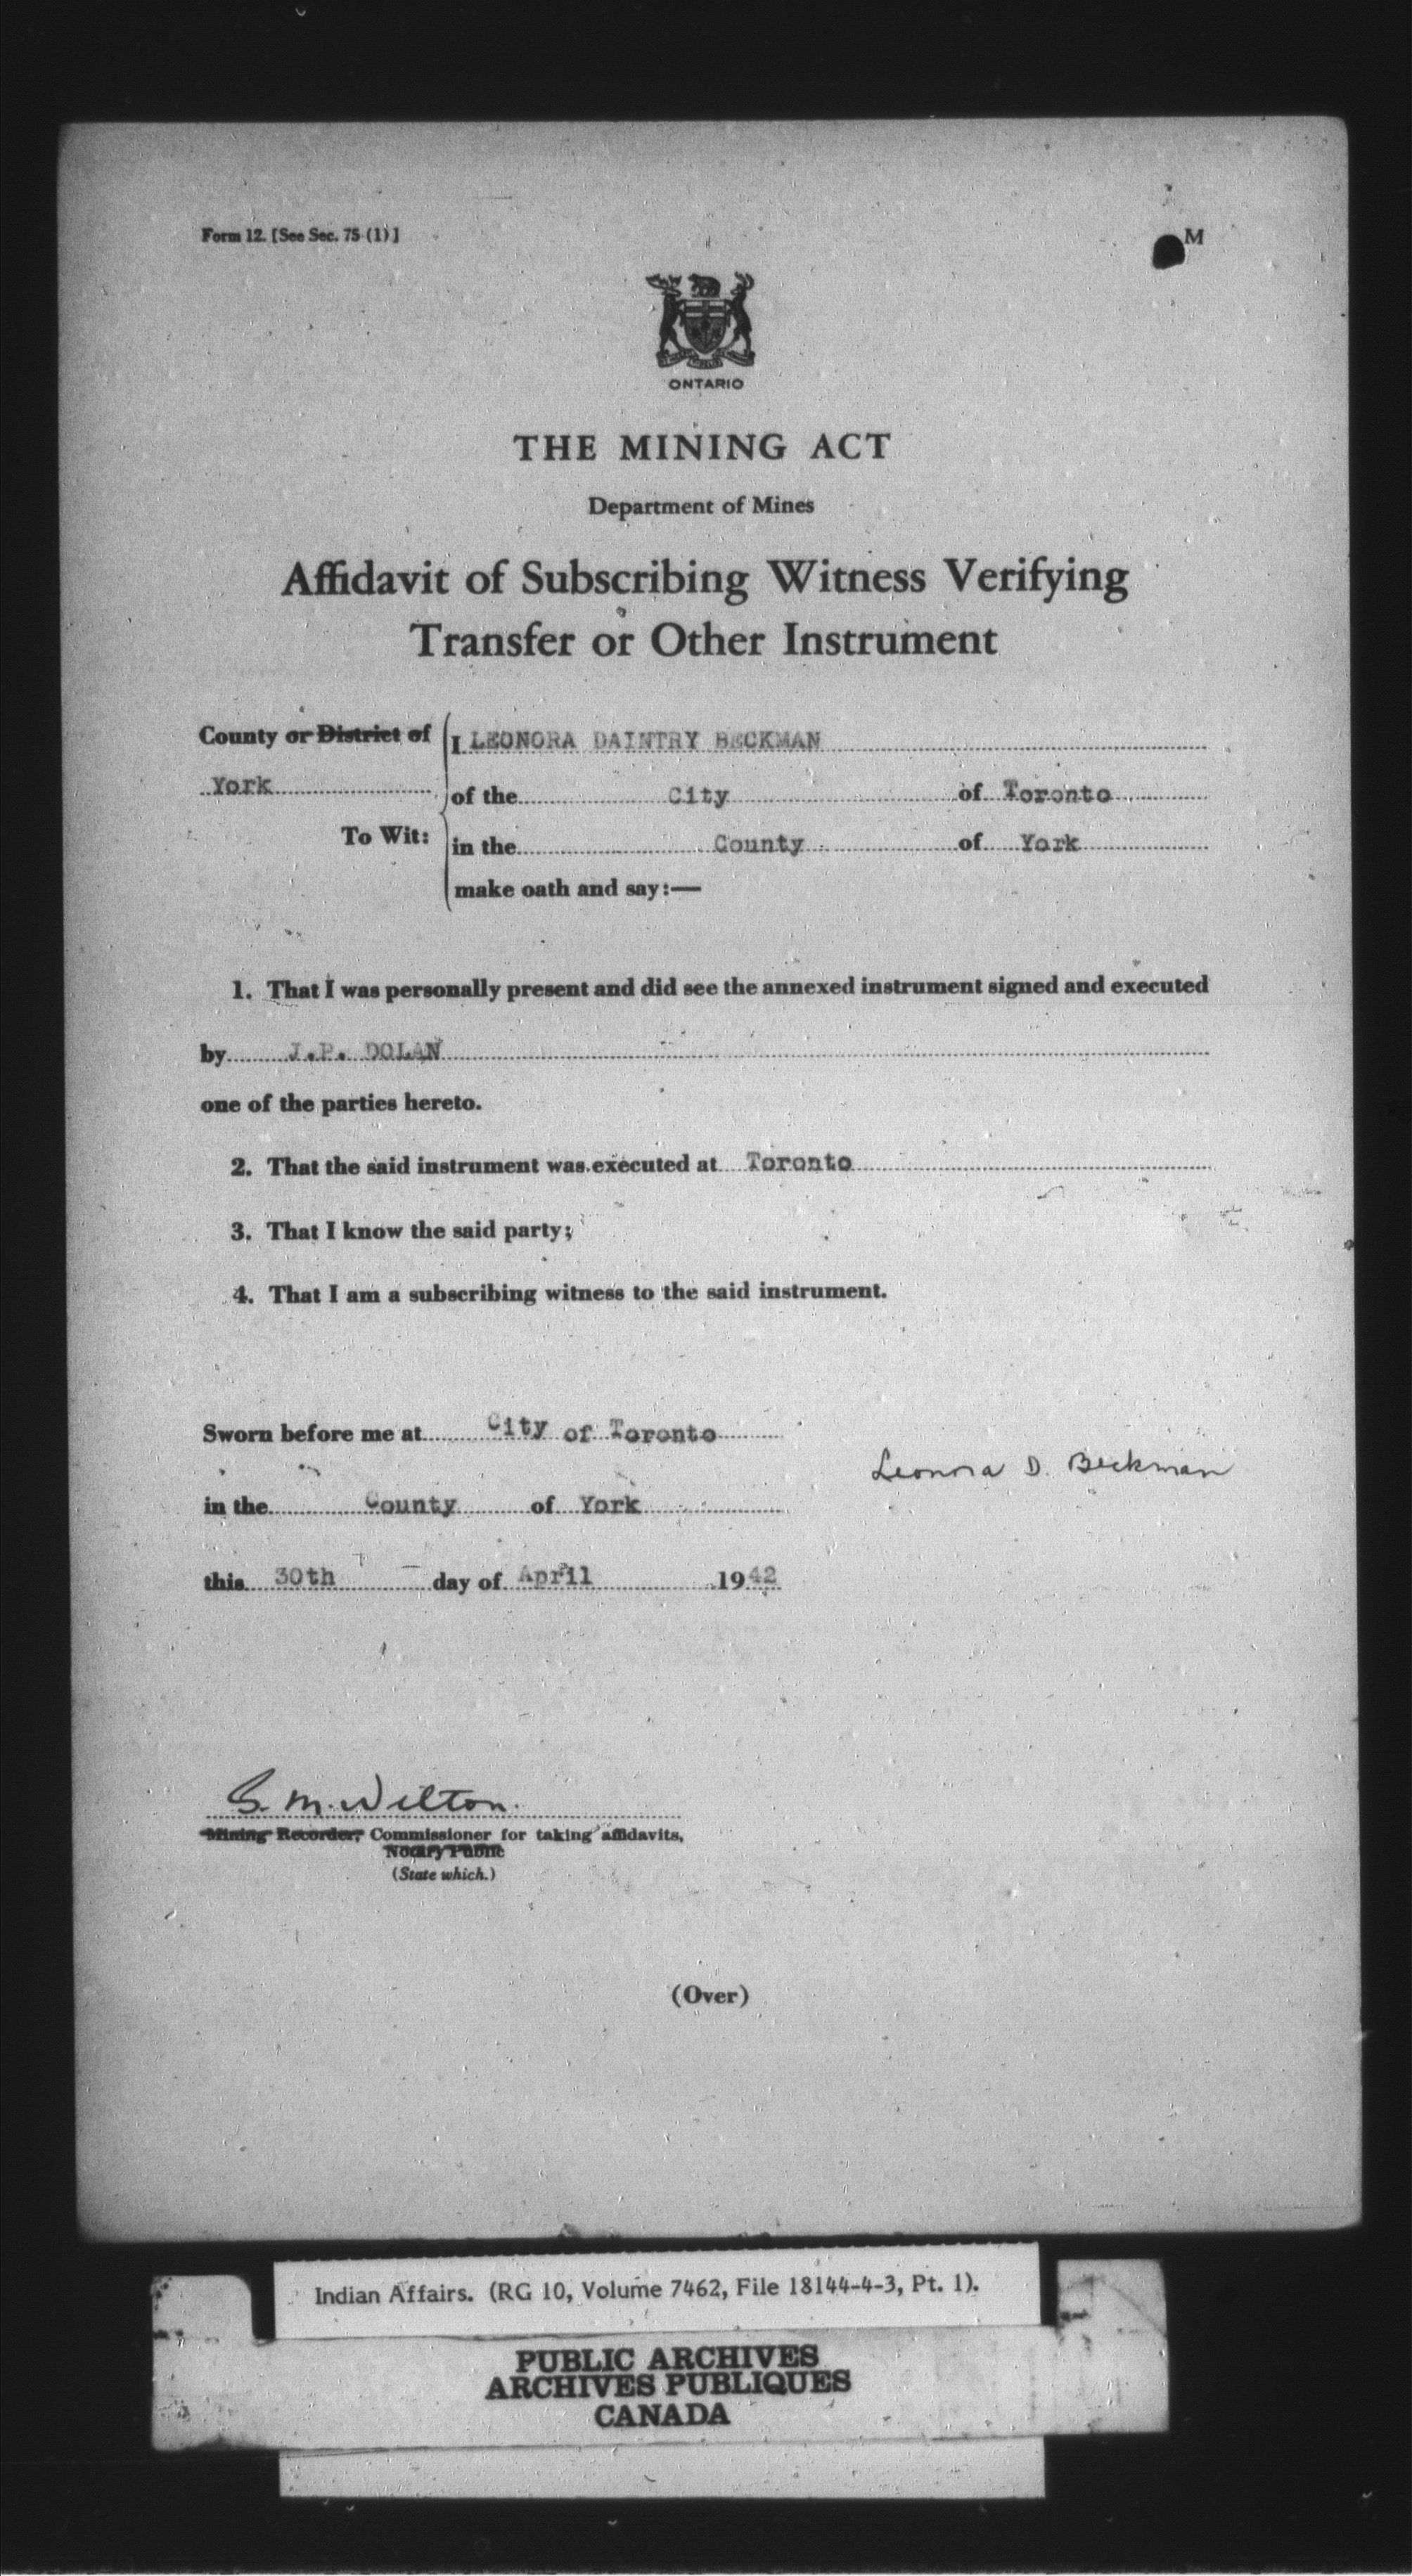 Form 12. [See Sec. 75 (1)]
M
ONTARIO
THE MINING ACT
Department of Mines
Affidavit of Subscribing Witness Verifying
Transfer or Other Instrument
County or District of
York
To Wit:
I LEONORA DAINTRY BECKMAN
of the City of Toronto
in the County of York
make oath and say:—
1. That I was personally present and did see the annexed instrument signed and executed
by J.P. DOLAN
one of the parties hereto.
2. That the said instrument was executed at Toronto
3. That I know the said party;
4. That I am a subscribing witness to the said instrument.
Sworn before me at City of Toronto
in the County of York
this 30th day of April 1942
Leonora D. Beckman
S. M. Wilton.
Mining Recorder, Commissioner for taking affidavits,
Notary Public
(State which.)
(Over)
Indian Affairs. (RG 10, Volume 7462, File 18144-4-3, Pt. 1).
PUBLIC ARCHIVES
ARCHIVES PUBLIQUES
CANADA